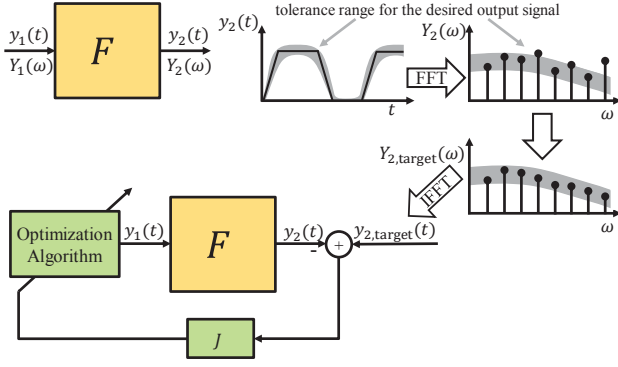 tolerance range for the desired output signal
y₁(t)
Y₁(ω)
F
y₂(t)
Y₂(ω)
y₂(t)
t
FFT
Y₂(ω)
ω
Y₂,target(ω)
ω
IFFT
Optimization
Algorithm
y₁(t)
F
y₂(t)
-
+
y₂,target(t)
J